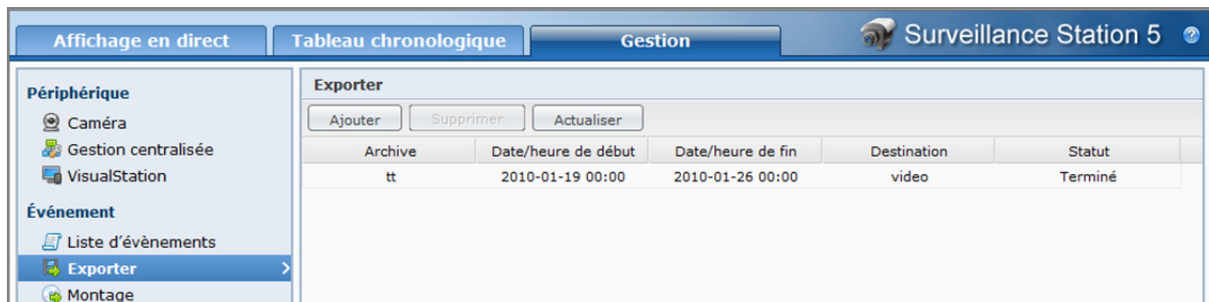 Affichage en direct Tableau chronologique Gestion Surveillance Station 5
Périphérique
Caméra
Gestion centralisée
VisualStation
Événement
Liste d'évènements
Exporter
Montage
Exporter
Ajouter Supprimer Actualiser
Archive Date/heure de début Date/heure de fin Destination Statut
tt 2010-01-19 00:00 2010-01-26 00:00 video Terminé